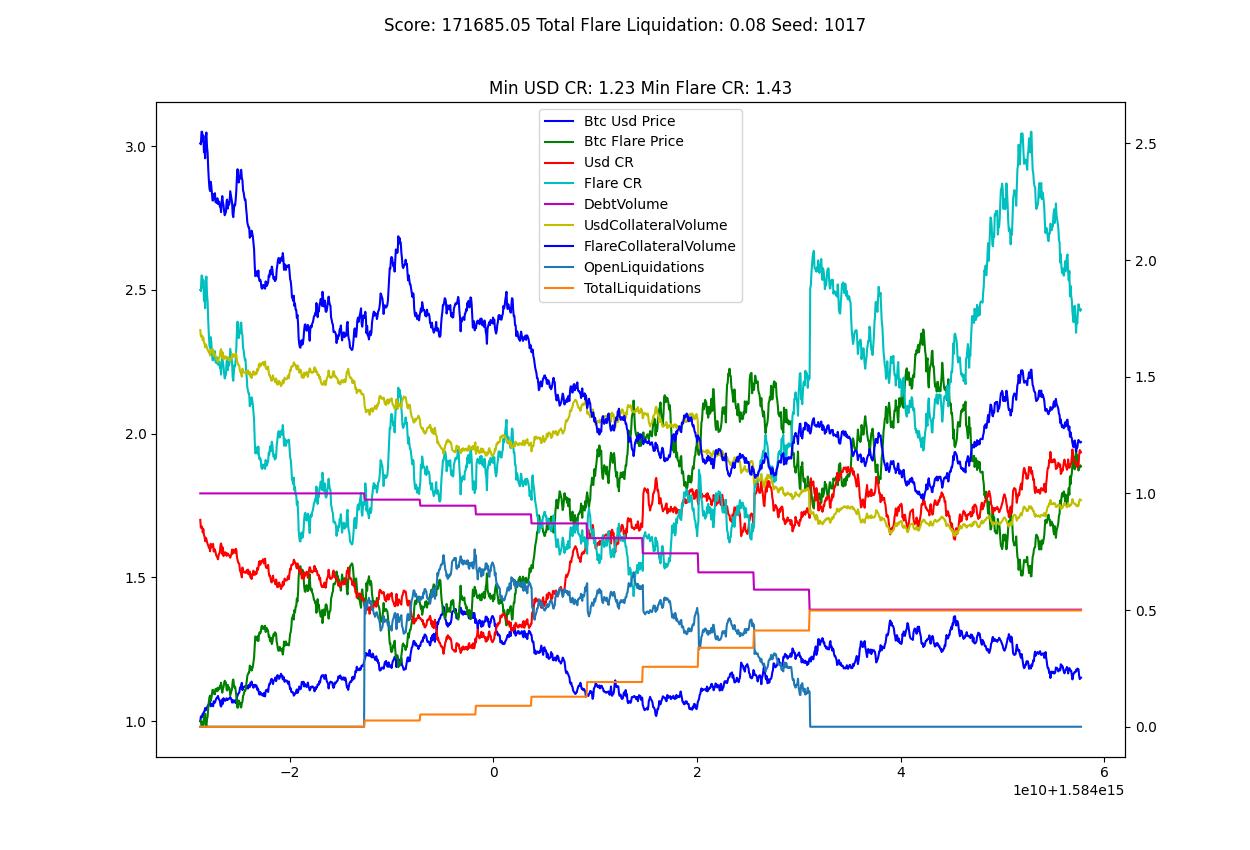 Score: 171685.05 Total Flare Liquidation: 0.08 Seed: 1017
Min USD CR: 1.23 Min Flare CR: 1.43
Btc Usd Price
Btc Flare Price
Usd CR
Flare CR
DebtVolume
UsdCollateralVolume
FlareCollateralVolume
OpenLiquidations
TotalLiquidations
3.0
2.5
2.0
1.5
1.0
2.5
2.0
1.5
1.0
0.5
0.0
−2 0 2 4 6
1e10+1.584e15